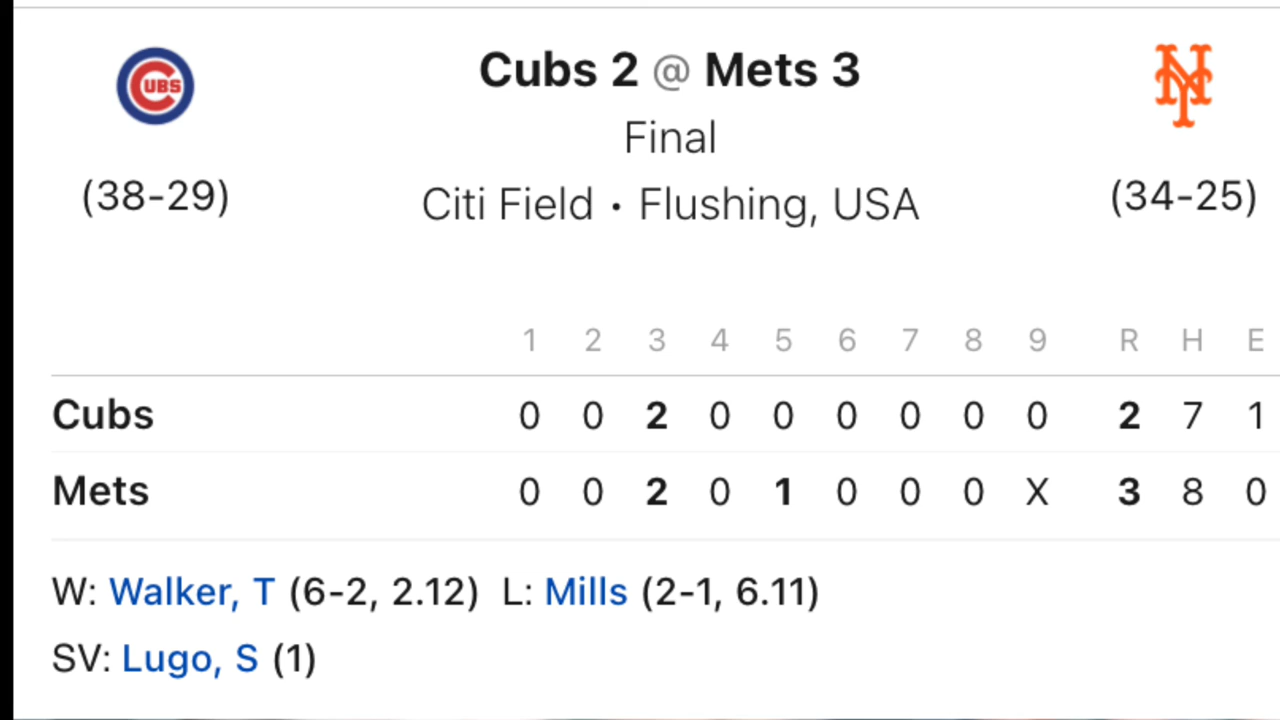 CUBS
NY
Cubs 2 @ Mets 3
Final
(38-29)
Citi Field • Flushing, USA
(34-25)
1 2 3 4 5 6 7 8 9 R H E
Cubs 0 0 2 0 0 0 0 0 0 2 7 1
Mets 0 0 2 0 1 0 0 0 X 3 8 0
W: Walker, T (6-2, 2.12) L: Mills (2-1, 6.11)
SV: Lugo, S (1)